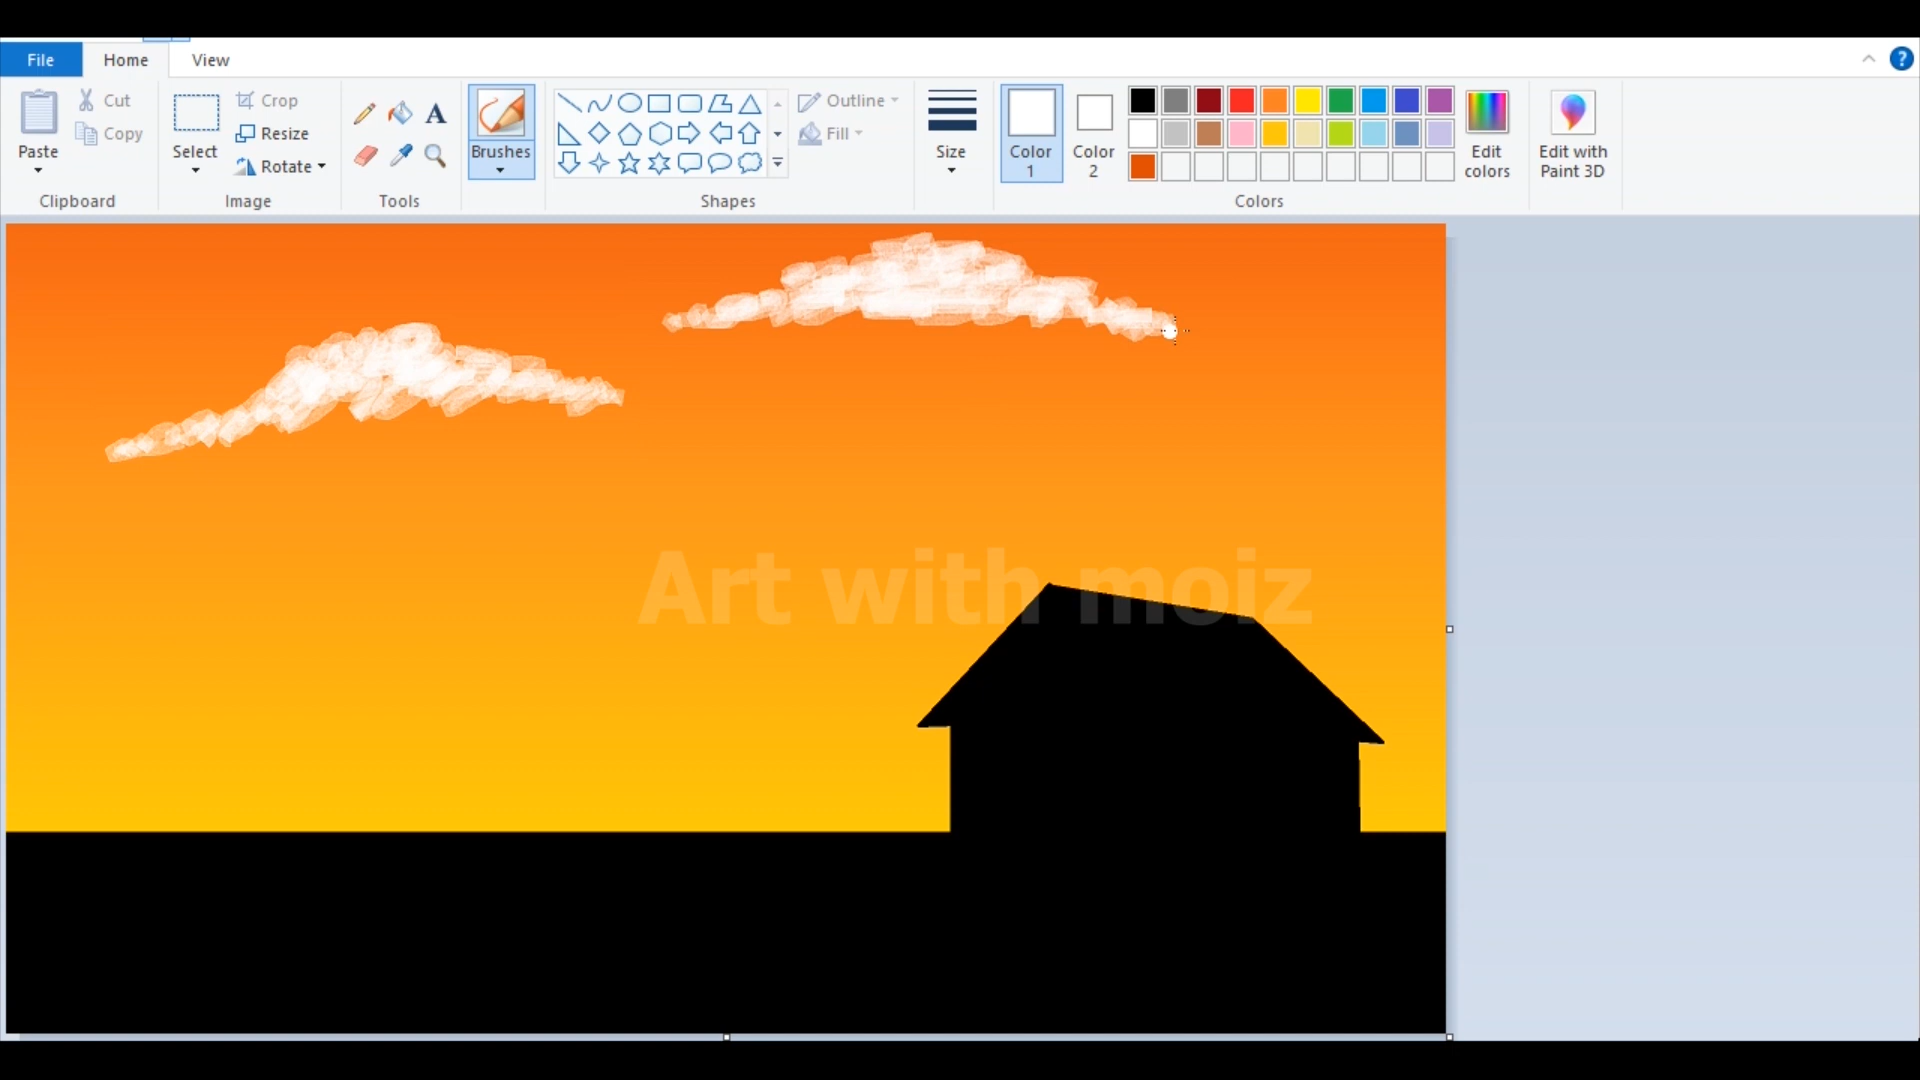 File Home View ?
Cut Crop A Outline
Copy Resize Fill
Paste Select Rotate Brushes Size Color 1 Color 2 Edit colors Edit with Paint 3D
Clipboard Image Tools Shapes Colors
Art with moiz